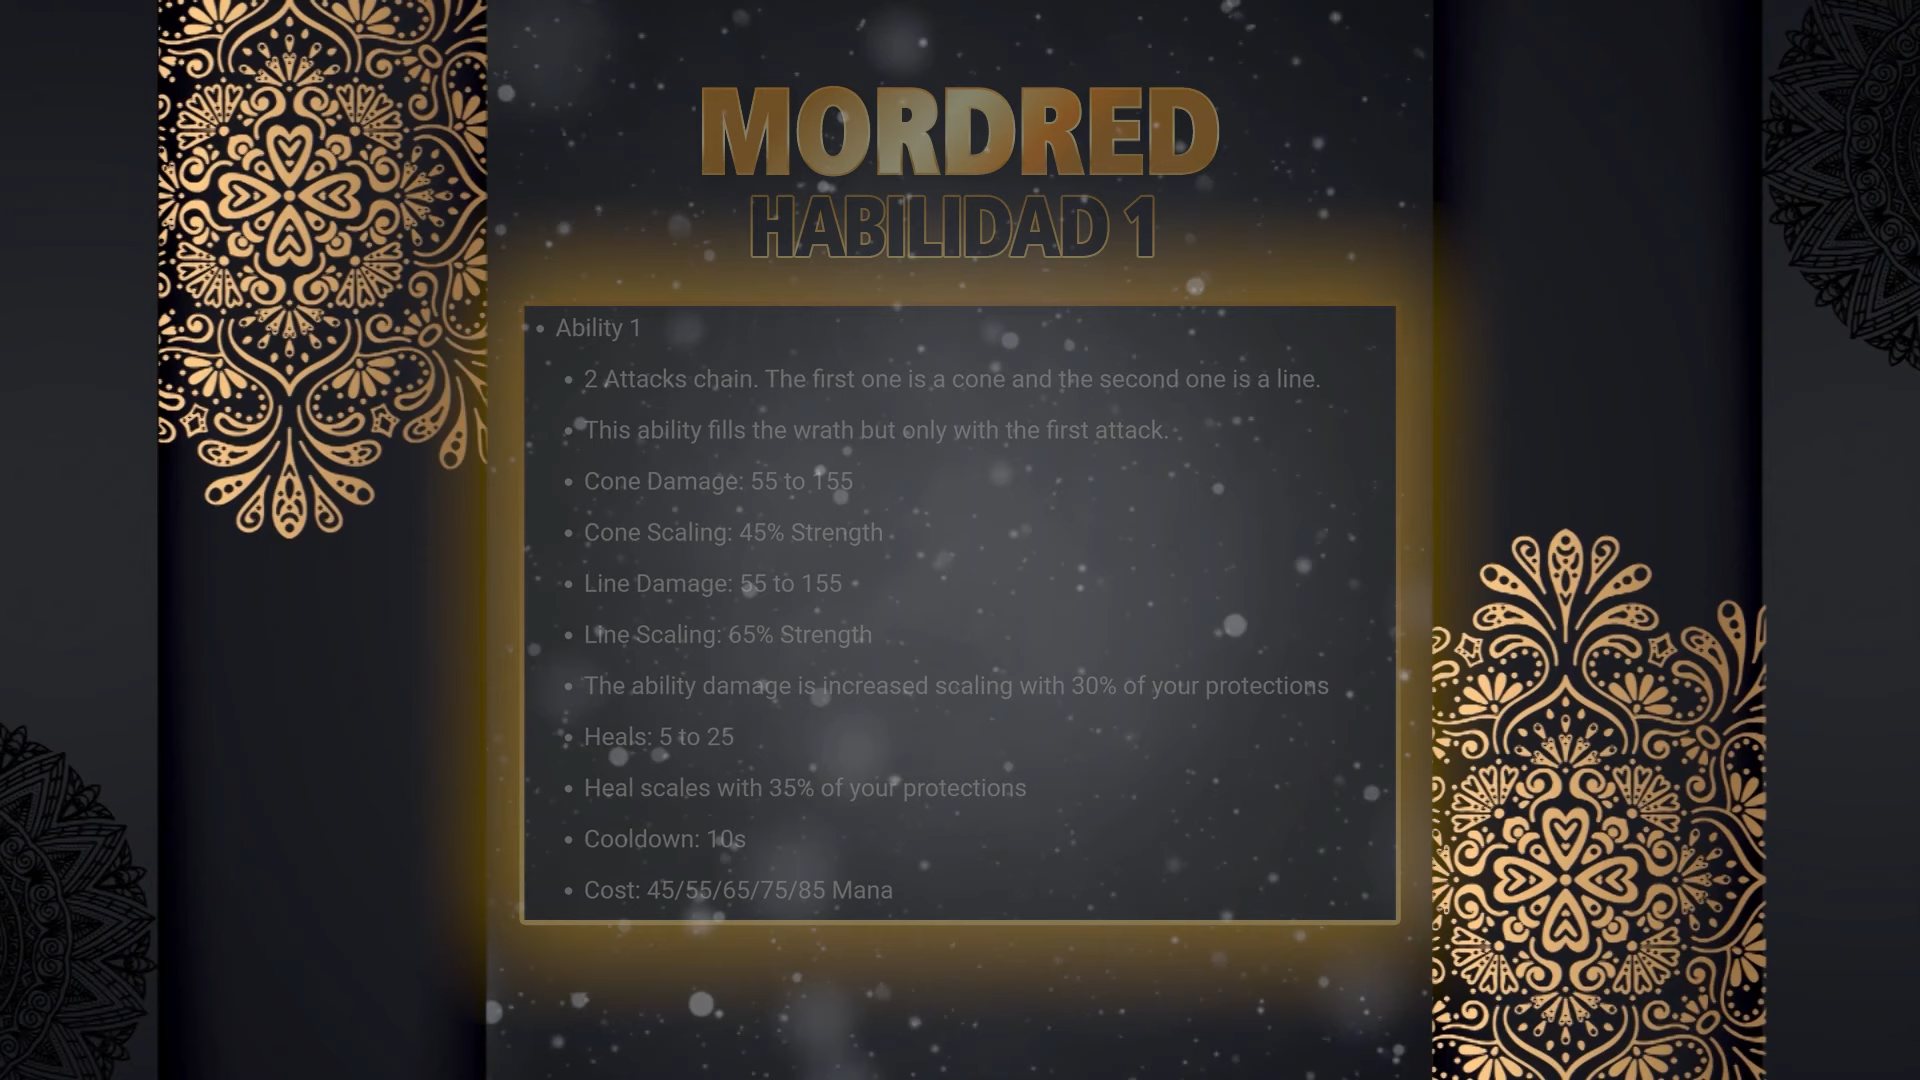 MORDRED
HABILIDAD 1
• Ability 1
• 2 Attacks chain. The first one is a cone and the second one is a line.
• This ability fills the wrath but only with the first attack.
• Cone Damage: 55 to 155
• Cone Scaling: 45% Strength
• Line Damage: 55 to 155
• Line Scaling: 65% Strength
• The ability damage is increased scaling with 30% of your protections
• Heals: 5 to 25
• Heal scales with 35% of your protections
• Cooldown: 10s
• Cost: 45/55/65/75/85 Mana